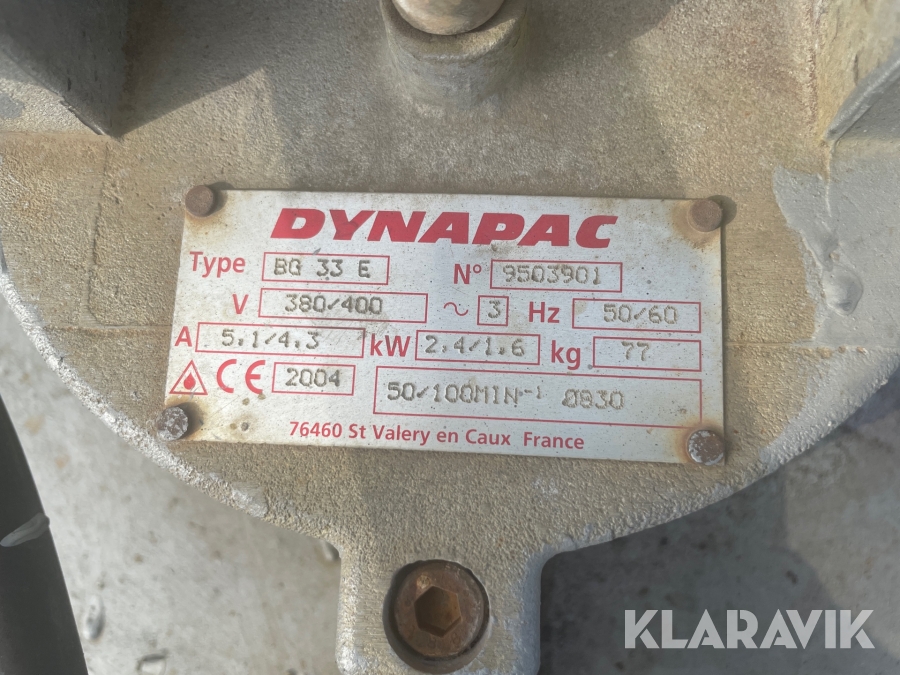 DYNAPAC
Type BG 33 E N° 9503901
V 380/400 ~ 3 Hz 50/60
A 5.1/4.3 kW 2.4/1.6 kg 77
CE 2004 50/100MIN⁻¹ Ø830
76460 St Valery en Caux France
KLARAVIK